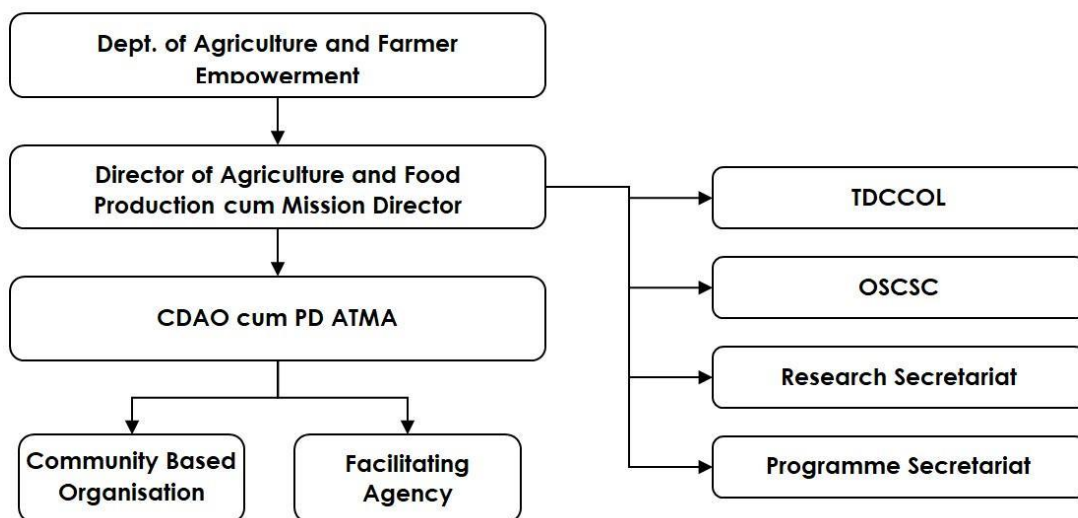 Dept. of Agriculture and Farmer
Empowerment
Director of Agriculture and Food
Production cum Mission Director
TDCCOL
OSCSC
CDAO cum PD ATMA
Research Secretariat
Community Based
Organisation
Facilitating
Agency
Programme Secretariat